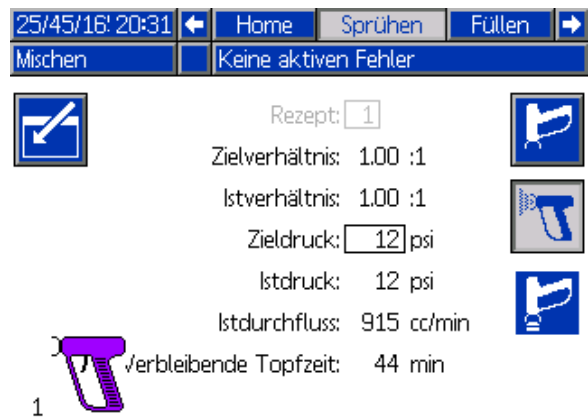 25/45/16! 20:31 Home Sprühen Füllen
Mischen Keine aktiven Fehler
Rezept: 1
Zielverhältnis: 1.00 :1
Istverhältnis: 1.00 :1
Zieldruck: 12 psi
Istdruck: 12 psi
Istdurchfluss: 915 cc/min
Verbleibende Topfzeit: 44 min
1